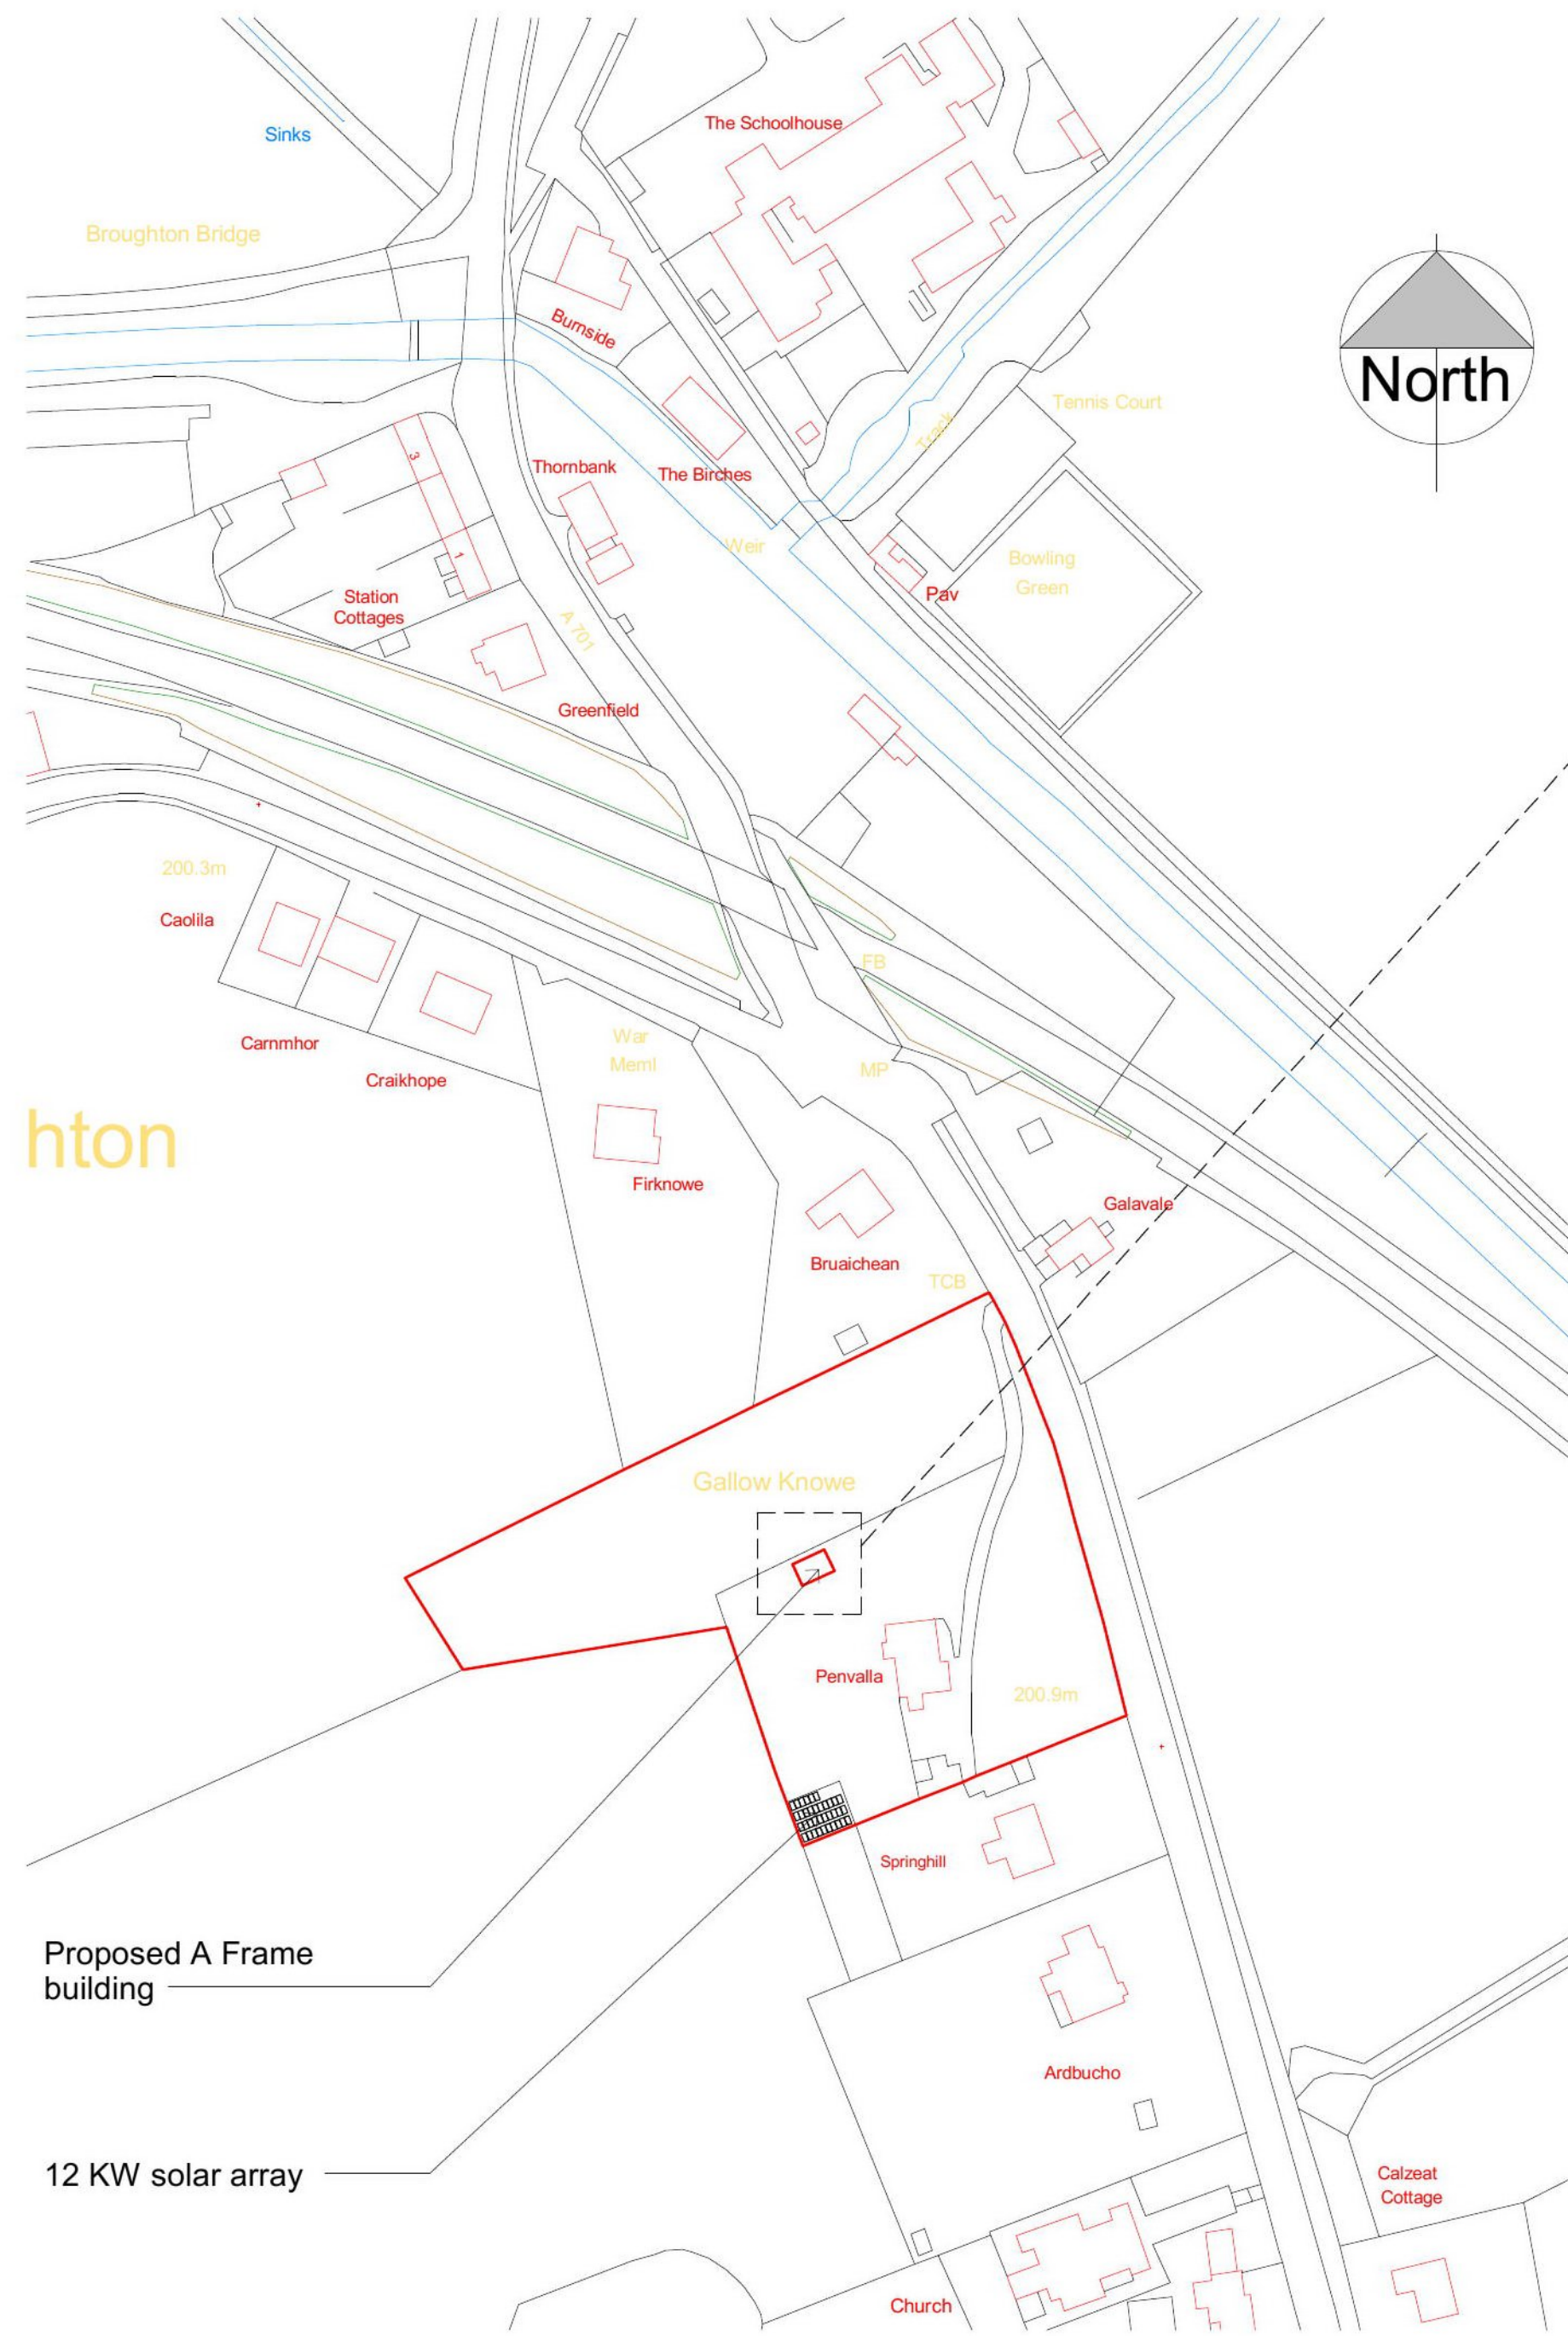 The Schoolhouse
Sinks
Broughton Bridge
Burnside
North
Tennis Court
Track
3
Thornbank
The Birches
Weir
Bowling
Green
1
Pav
Station
Cottages
A 701
Greenfield
200.3m
Caolila
FB
Carnmhor
War
Meml
MP
Craikhope
hton
Firknowe
Galavale
Bruaichean
TCB
Gallow Knowe
Penvalla
200.9m
Springhill
Proposed A Frame
building
Ardbucho
12 KW solar array
Calzeat
Cottage
Church